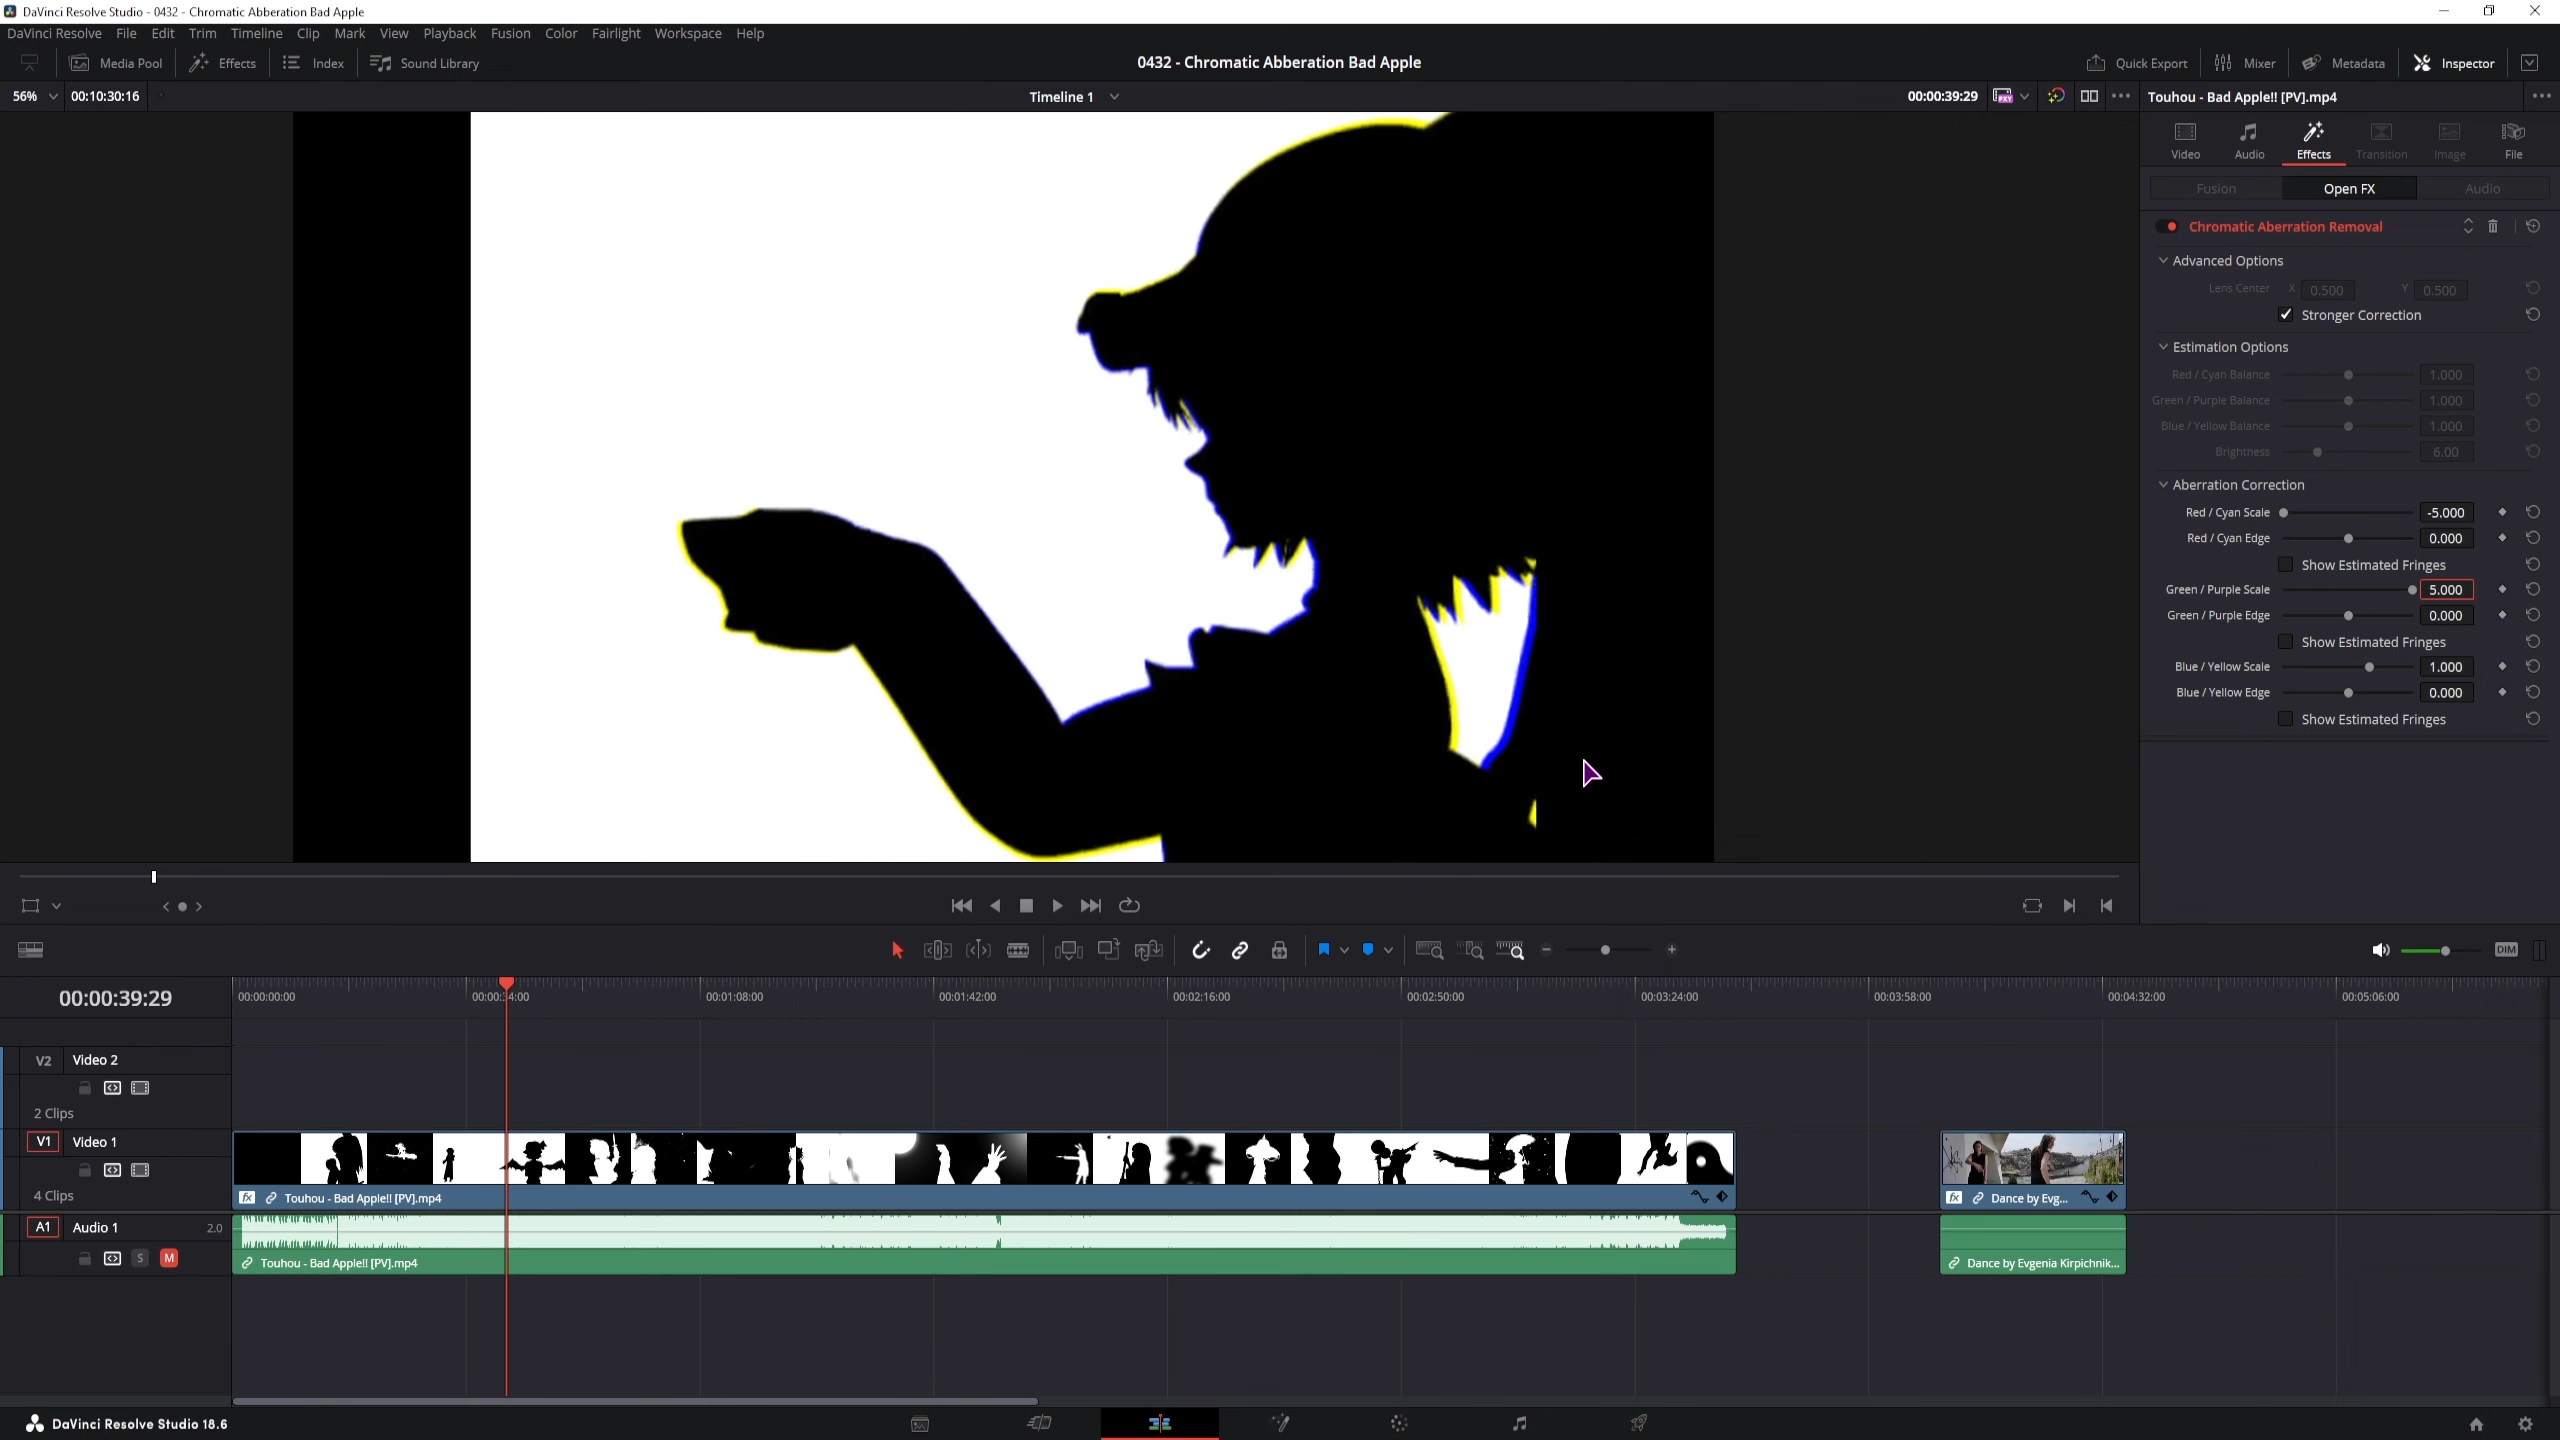 DaVinci Resolve Studio - 0432 - Chromatic Abberation Bad Apple
DaVinci Resolve File Edit Trim Timeline Clip Mark View Playback Fusion Color Fairlight Workspace Help
Media Pool Effects Index Sound Library 0432 - Chromatic Abberation Bad Apple Quick Export Mixer Metadata Inspector
56% 00:10:30:16 Timeline 1 00:00:39:29 PXY Touhou - Bad Apple!! [PV].mp4
Video Audio Effects Transition Image File
Fusion Open FX Audio
Chromatic Aberration Removal
Advanced Options
Lens Center X 0.500 Y 0.500
Stronger Correction
Estimation Options
Red / Cyan Balance 1.000
Green / Purple Balance 1.000
Blue / Yellow Balance 1.000
Brightness 6.00
Aberration Correction
Red / Cyan Scale -5.000
Red / Cyan Edge 0.000
Show Estimated Fringes
Green / Purple Scale 5.000
Green / Purple Edge 0.000
Show Estimated Fringes
Blue / Yellow Scale 1.000
Blue / Yellow Edge 0.000
Show Estimated Fringes
DIM
00:00:39:29 00:00:00:00 00:00:34:00 00:01:08:00 00:01:42:00 00:02:16:00 00:02:50:00 00:03:24:00 00:03:58:00 00:04:32:00 00:05:06:00
V2 Video 2
2 Clips
V1 Video 1
4 Clips
fx Touhou - Bad Apple!! [PV].mp4 fx Dance by Evg...
A1 Audio 1 2.0
S M Touhou - Bad Apple!! [PV].mp4 Dance by Evgenia Kirpichnik...
DaVinci Resolve Studio 18.6